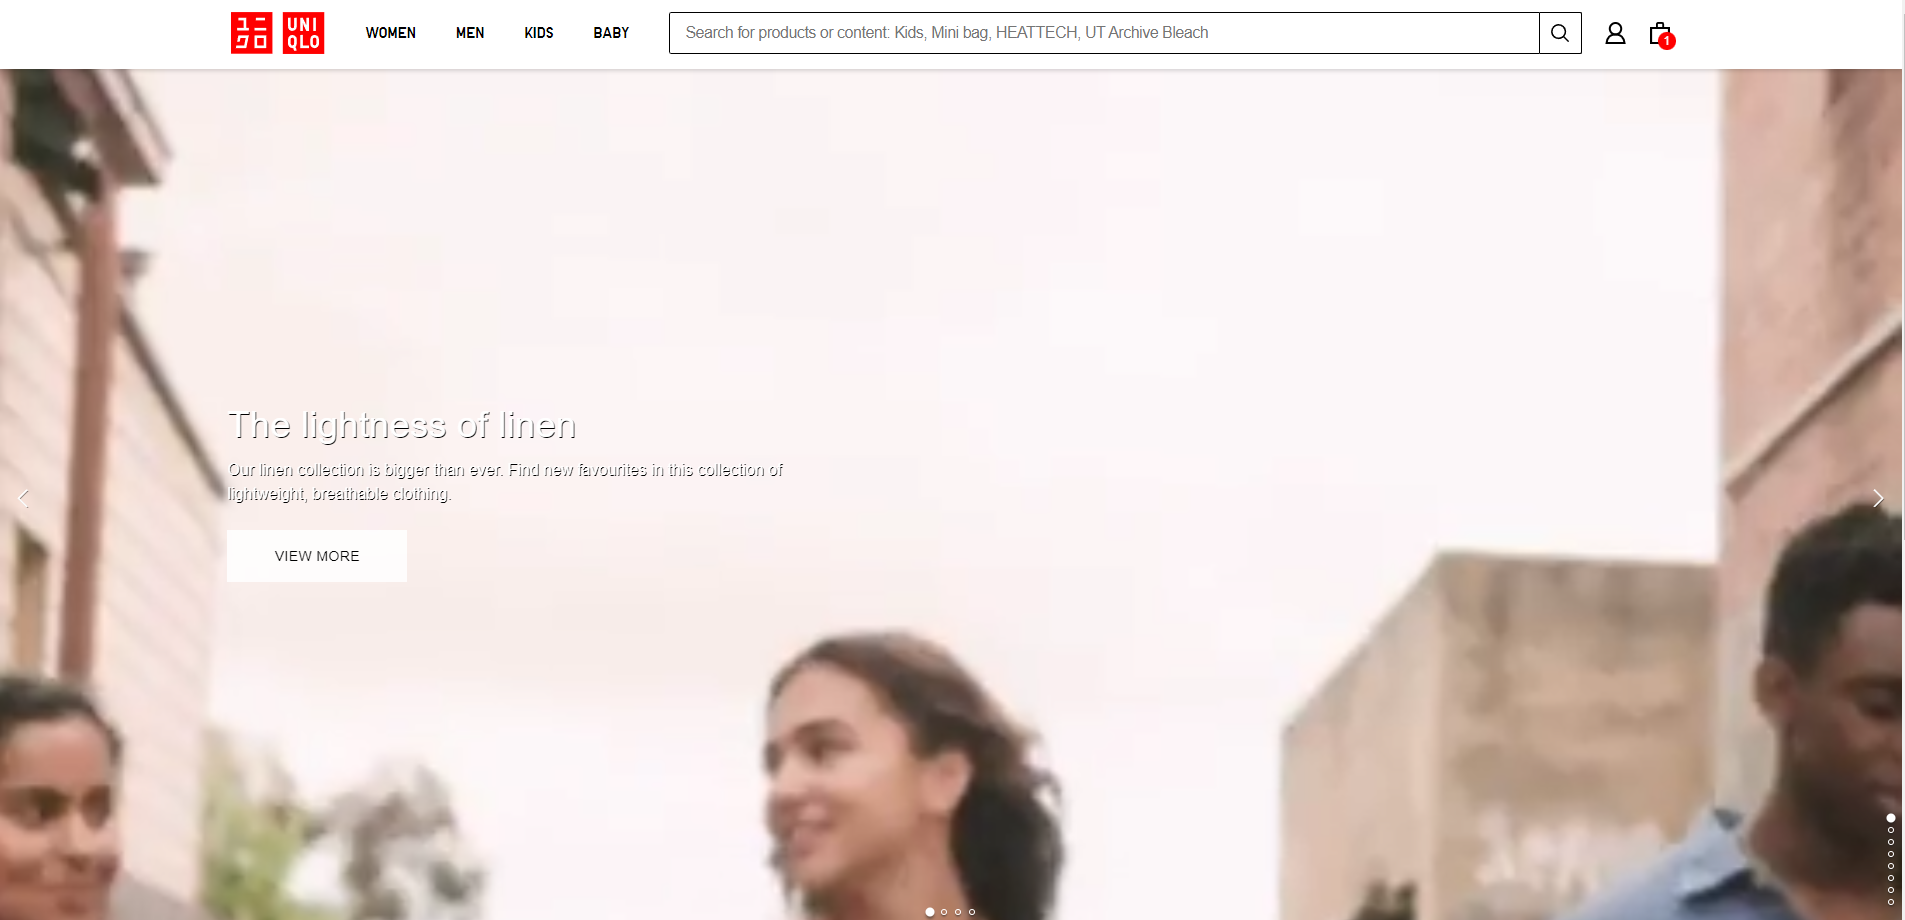 ユニ UNI
クロ QLO
WOMEN MEN KIDS BABY
Search for products or content: Kids, Mini bag, HEATTECH, UT Archive Bleach
1
The lightness of linen
Our linen collection is bigger than ever. Find new favourites in this collection of
lightweight, breathable clothing.
VIEW MORE